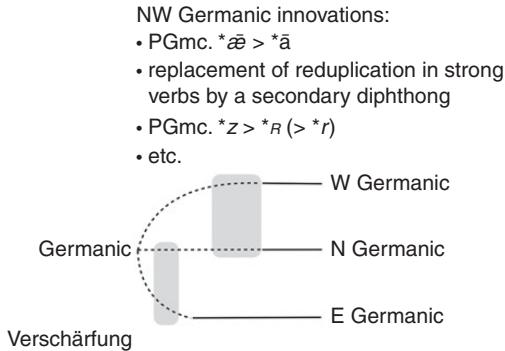 NW Germanic innovations:
• PGmc. *ǣ > *ā
• replacement of reduplication in strong
verbs by a secondary diphthong
• PGmc. *z > *ʀ (> *r)
• etc.
W Germanic
Germanic
N Germanic
E Germanic
Verschärfung